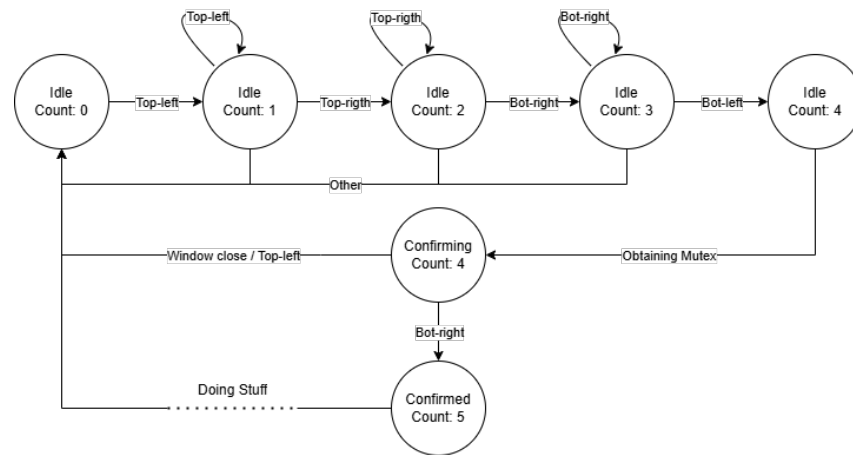 Top-left
Top-rigth
Bot-right
Idle
Count: 0
Top-left
Idle
Count: 1
Top-rigth
Idle
Count: 2
Bot-right
Idle
Count: 3
Bot-left
Idle
Count: 4
Other
Window close / Top-left
Confirming
Count: 4
Obtaining Mutex
Bot-right
Doing Stuff
Confirmed
Count: 5